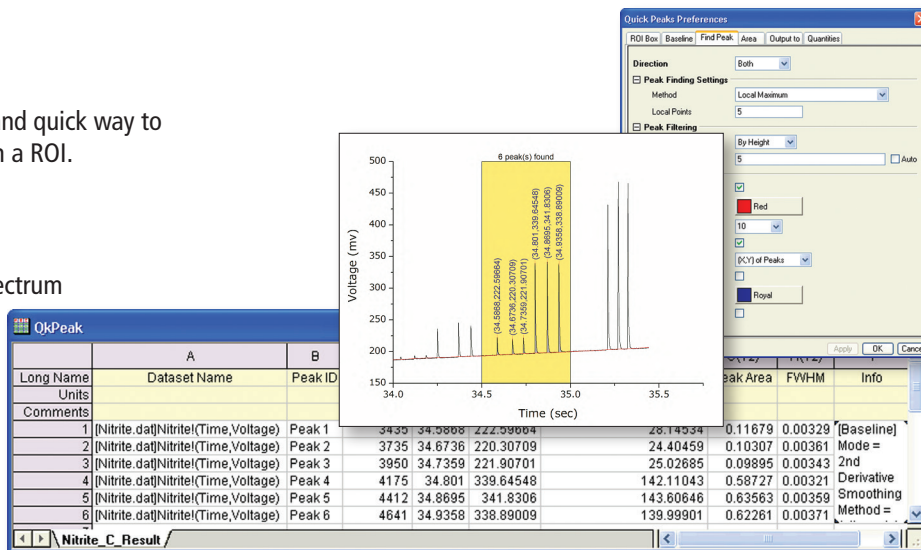 and quick way to
n a ROI.
ectrum
Quick Peaks Preferences
ROI Box Baseline Find Peak Area Output to Quantities
Direction Both
Peak Finding Settings
Method Local Maximum
Local Points 5
Peak Filtering
By Height
5 Auto
Red
10
(X,Y) of Peaks
Royal
Apply OK Cance
6 peak(s) found
500
450
400
350
300
250
200
150
Voltage (mv)
(34.5868,222.59664)
(34.6736,220.30709)
(34.7359,221.90701)
(34.801,339.64548)
(34.8695,341.8306)
(34.9358,338.89009)
34.0 34.5 35.0 35.5
Time (sec)
QkPeak
A B
Long Name Dataset Name Peak ID eak Area FWHM Info
Units
Comments
1 [Nitrite.dat]Nitrite!(Time,Voltage) Peak 1 3435 34.5868 222.59664 28.14534 0.11679 0.00329 [Baseline]
2 [Nitrite.dat]Nitrite!(Time,Voltage) Peak 2 3735 34.6736 220.30709 24.40459 0.10307 0.00361 Mode =
3 [Nitrite.dat]Nitrite!(Time,Voltage) Peak 3 3950 34.7359 221.90701 25.02685 0.09895 0.00343 2nd
4 [Nitrite.dat]Nitrite!(Time,Voltage) Peak 4 4175 34.801 339.64548 142.11043 0.58727 0.00321 Derivative
5 [Nitrite.dat]Nitrite!(Time,Voltage) Peak 5 4412 34.8695 341.8306 143.60646 0.63563 0.00359 Smoothing
6 [Nitrite.dat]Nitrite!(Time,Voltage) Peak 6 4641 34.9358 338.89009 139.99901 0.62261 0.00371 Method =
Nitrite_C_Result